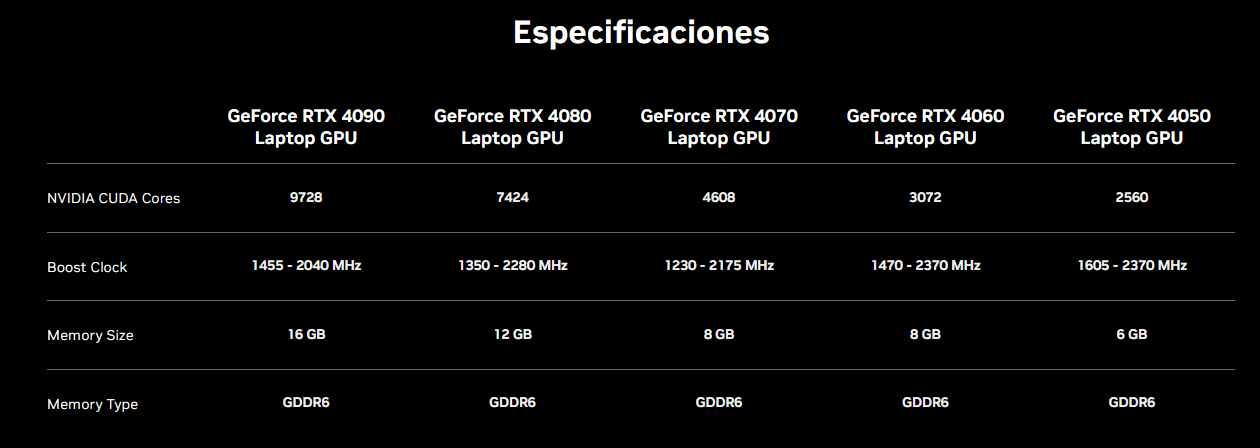 Especificaciones
GeForce RTX 4090 Laptop GPU GeForce RTX 4080 Laptop GPU GeForce RTX 4070 Laptop GPU GeForce RTX 4060 Laptop GPU GeForce RTX 4050 Laptop GPU
NVIDIA CUDA Cores 9728 7424 4608 3072 2560
Boost Clock 1455 - 2040 MHz 1350 - 2280 MHz 1230 - 2175 MHz 1470 - 2370 MHz 1605 - 2370 MHz
Memory Size 16 GB 12 GB 8 GB 8 GB 6 GB
Memory Type GDDR6 GDDR6 GDDR6 GDDR6 GDDR6